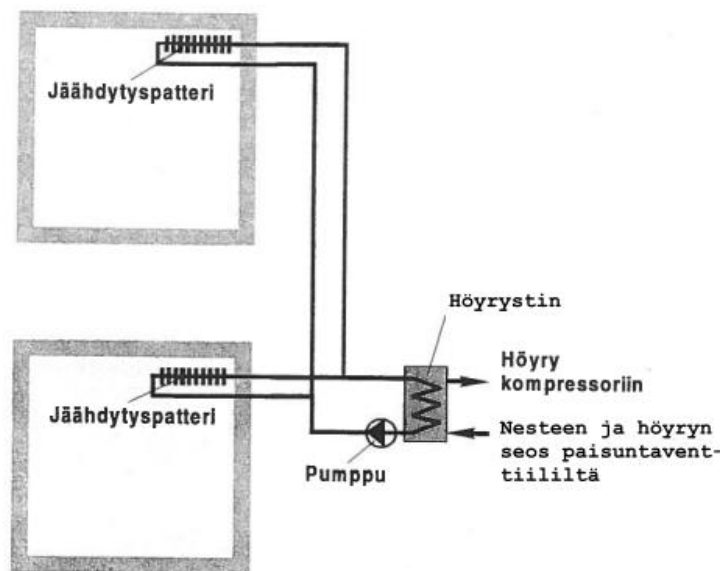 Jäähdytyspatteri
Höyrystin
Höyry
kompressoriin
Jäähdytyspatteri
Nesteen ja höyryn
seos paisuntavent-
tiililtä
Pumppu